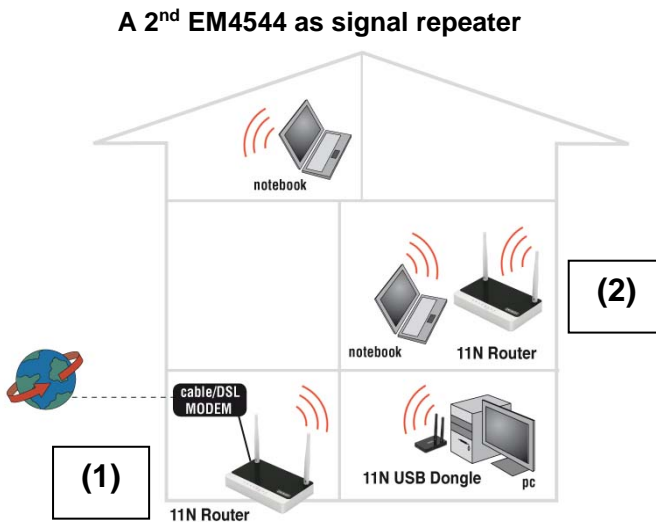 A 2nd EM4544 as signal repeater
notebook
(2)
notebook
11N Router
cable/DSL
MODEM
(1)
11N USB Dongle
pc
11N Router